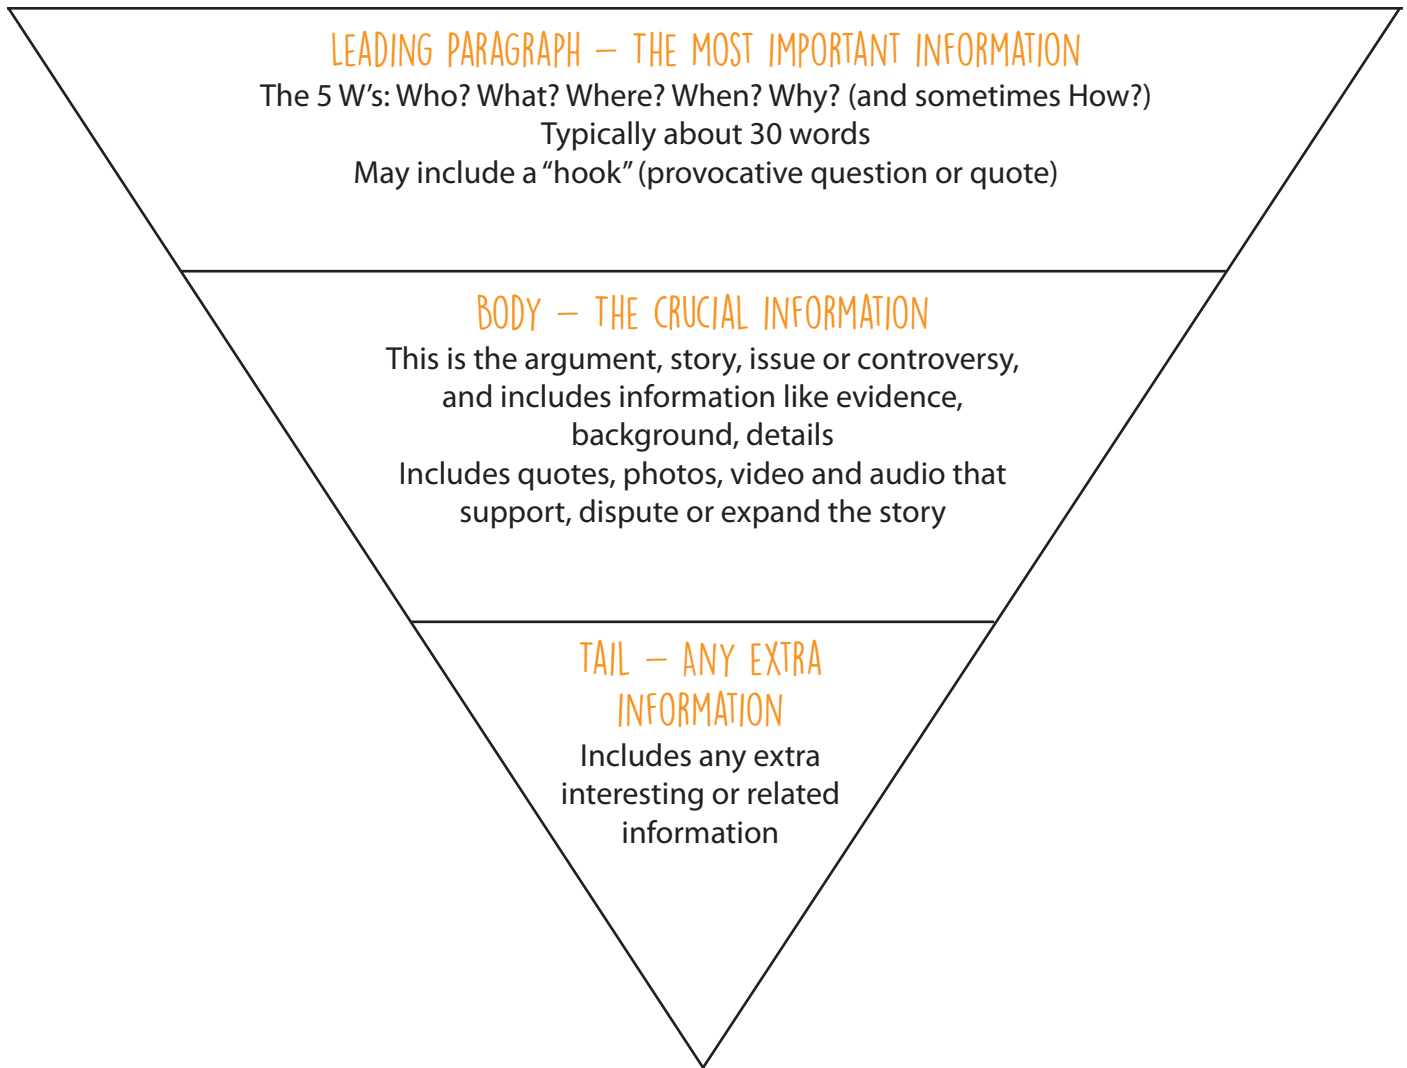 LEADING PARAGRAPH – THE MOST IMPORTANT INFORMATION
The 5 W’s: Who? What? Where? When? Why? (and sometimes How?)
Typically about 30 words
May include a “hook” (provocative question or quote)
BODY – THE CRUCIAL INFORMATION
This is the argument, story, issue or controversy,
and includes information like evidence,
background, details
Includes quotes, photos, video and audio that
support, dispute or expand the story
TAIL – ANY EXTRA
INFORMATION
Includes any extra
interesting or related
information